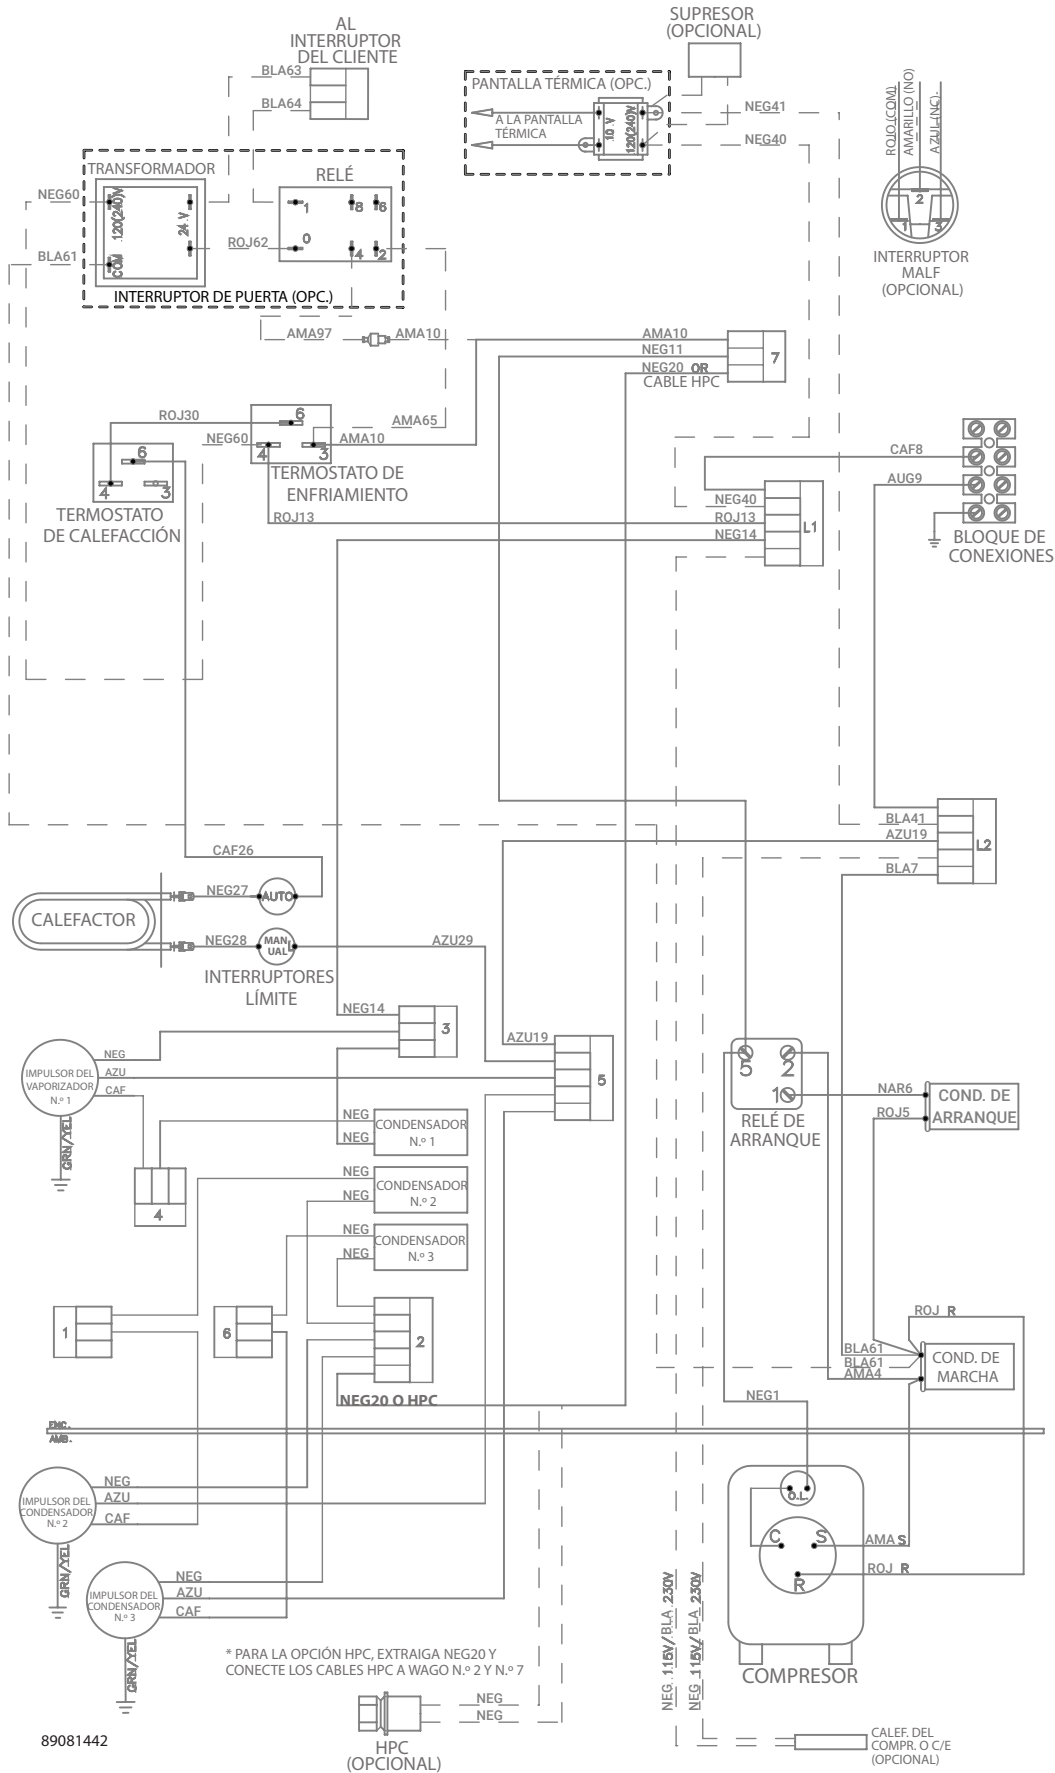 AL
INTERRUPTOR
DEL CLIENTE
BLA63
BLA64
SUPRESOR
(OPCIONAL)
PANTALLA TÉRMICA (OPC.)
A LA PANTALLA
TÉRMICA
.10 .V
120(240)V
NEG41
NEG40
ROJO (COM)
AMARILLO (NO)
AZUL (NC)
2
1
3
INTERRUPTOR
MALF
(OPCIONAL)
TRANSFORMADOR
RELÉ
NEG60
BLA61
.120(240)V
COM
24 .V
ROJ62
1
0
8
6
4
2
INTERRUPTOR DE PUERTA (OPC.)
AMA97
AMA10
AMA10
NEG11
NEG20 OR
CABLE HPC
7
ROJ30
AMA65
NEG60
AMA10
6
4
3
6
4
3
TERMOSTATO DE
ENFRIAMIENTO
TERMOSTATO
DE CALEFACCIÓN
ROJ13
NEG40
ROJ13
NEG14
L1
CAF8
AUG9
BLOQUE DE
CONEXIONES
BLA41
AZU19
BLA7
L2
CAF26
NEG27
AUTO
CALEFACTOR
NEG28
MAN
UAL
AZU29
INTERRUPTORES
LÍMITE
NEG14
3
AZU19
5
IMPULSOR DEL
VAPORIZADOR
N.º 1
NEG
AZU
CAF
GRN/YEL
4
NEG
NEG
CONDENSADOR
N.º 1
NEG
NEG
CONDENSADOR
N.º 2
NEG
NEG
CONDENSADOR
N.º 3
5
2
1
RELÉ DE
ARRANQUE
NAR6
ROJ5
COND. DE
ARRANQUE
1
6
2
NEG20 O HPC
ROJ R
BLA61
BLA61
AMA4
COND. DE
MARCHA
NEG1
ENC.
AMB.
IMPULSOR DEL
CONDENSADOR
N.º 2
NEG
AZU
CAF
GRN/YEL
IMPULSOR DEL
CONDENSADOR
N.º 3
NEG
AZU
CAF
GRN/YEL
O.L.
C
S
R
AMA S
ROJ R
COMPRESOR
NEG .115V/BLA .230V
NEG .115V/BLA .230V
* PARA LA OPCIÓN HPC, EXTRAIGA NEG20 Y
CONECTE LOS CABLES HPC A WAGO N.º 2 Y N.º 7
NEG
NEG
HPC
(OPCIONAL)
CALEF. DEL
COMPR. O C/E
(OPCIONAL)
89081442